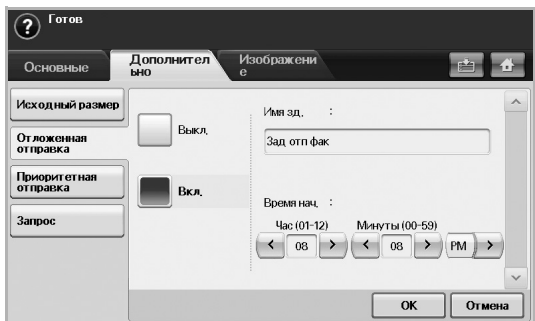 ? Готов
Основные
Дополнител
ьно
Изображени
е
Исходный размер
Отложенная
отправка
Приоритетная
отправка
Запрос
Выкл.
Вкл.
Имя зд. :
Зад отп фак
Время нач. :
Час (01-12) Минуты (00-59)
< 08 > < 08 > PM >
OK Отмена